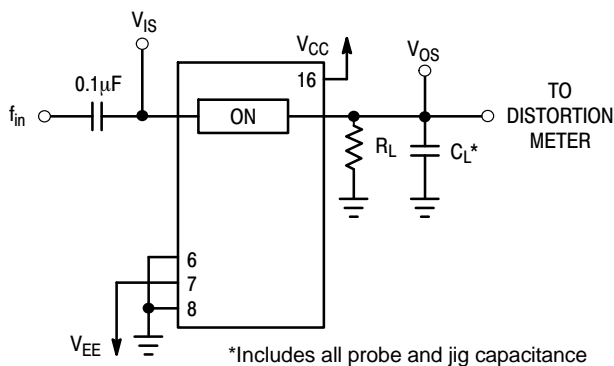 V_IS
V_CC
V_OS
0.1μF
16
TO
DISTORTION
METER
f_in
ON
R_L
C_L*
6
7
8
V_EE
*Includes all probe and jig capacitance